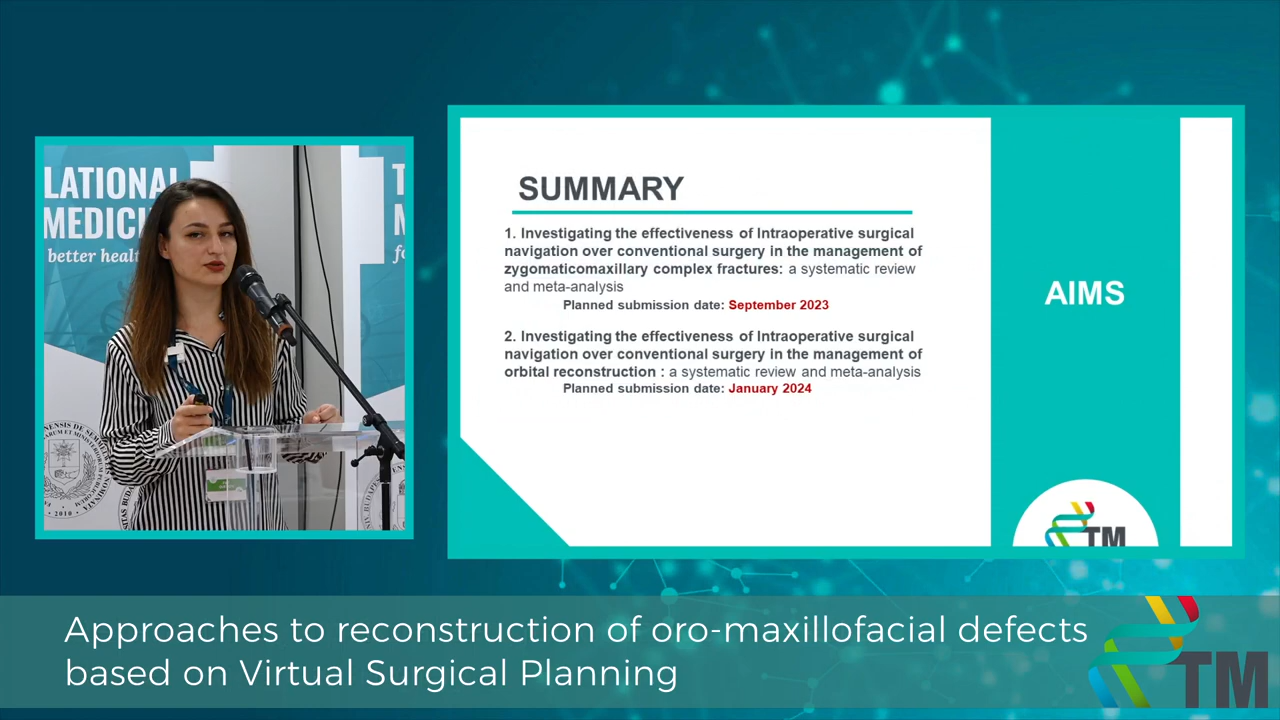 LATIONAL
MEDICI
better healt
T
M
fo
2010
SUMMARY
1. Investigating the effectiveness of Intraoperative surgical
navigation over conventional surgery in the management of
zygomaticomaxillary complex fractures: a systematic review
and meta-analysis
Planned submission date: September 2023
2. Investigating the effectiveness of Intraoperative surgical
navigation over conventional surgery in the management of
orbital reconstruction : a systematic review and meta-analysis
Planned submission date: January 2024
AIMS
TM
Approaches to reconstruction of oro-maxillofacial defects
based on Virtual Surgical Planning
TM